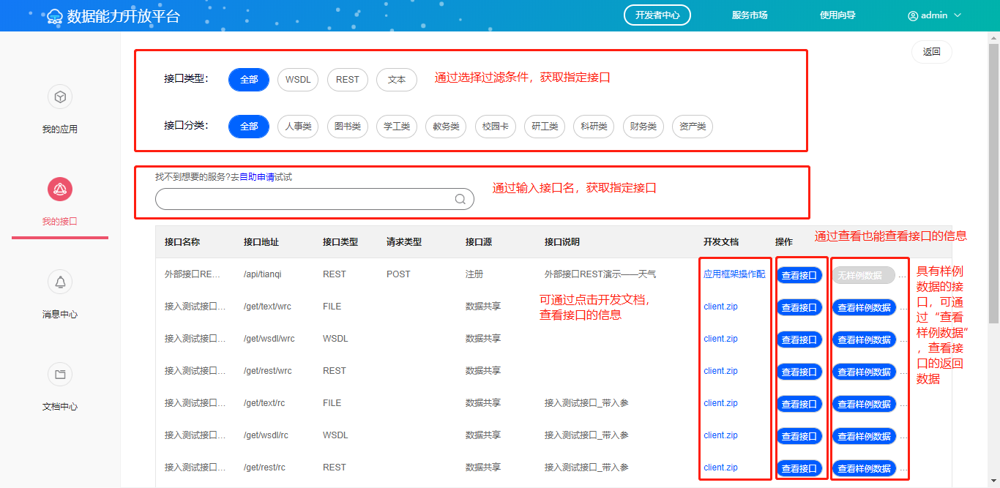 数据能力开放平台
开发者中心 服务市场 使用向导 admin
返回
我的应用
我的接口
消息中心
文档中心
接口类型: 全部 WSDL REST 文本 通过选择过滤条件，获取指定接口
接口分类: 全部 人事类 图书类 学工类 教务类 校园卡 研工类 科研类 财务类 资产类
找不到想要的服务?去自助申请试试
通过输入接口名，获取指定接口
接口名称 接口地址 接口类型 请求类型 接口源 接口说明 开发文档 操作
通过查看也能查看接口的信息
外部接口RE... /api/tianqi REST POST 注册 外部接口REST演示——天气 应用框架操作配 查看接口 无样例数据 ...
接入测试接口... /get/text/wrc FILE 数据共享 client.zip 查看接口 查看样例数据 ...
接入测试接口... /get/wsdl/wrc WSDL 数据共享 client.zip 查看接口 查看样例数据 ...
接入测试接口... /get/rest/wrc REST 数据共享 client.zip 查看接口 查看样例数据 ...
接入测试接口... /get/text/rc FILE 数据共享 接入测试接口_带入参 client.zip 查看接口 查看样例数据 ...
接入测试接口... /get/wsdl/rc WSDL 数据共享 接入测试接口_带入参 client.zip 查看接口 查看样例数据 ...
接入测试接口... /get/rest/rc REST 数据共享 接入测试接口_带入参 client.zip 查看接口 查看样例数据 ...
可通过点击开发文档，
查看接口的信息
具有样例
数据的接
口，可通
过“查看
样例数据”
，查看接
口的返回
数据